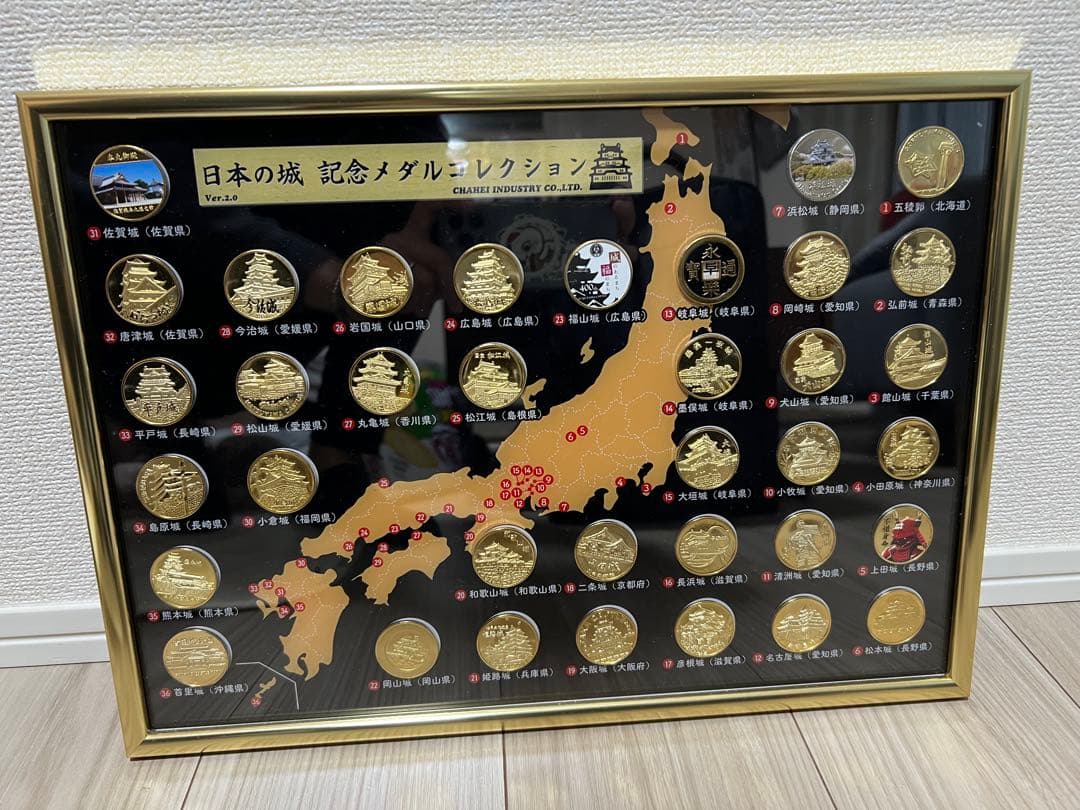 日本の城 記念メダルコレクション
CHAHEI INDUSTRY CO.,LTD.
Ver.2.0
31 佐賀城（佐賀県）
7 浜松城（静岡県）
1 五稜郭（北海道）
32 唐津城（佐賀県）
28 今治城（愛媛県）
26 岩国城（山口県）
24 広島城（広島県）
23 福山城（広島県）
13 岐阜城（岐阜県）
8 岡崎城（愛知県）
2 弘前城（青森県）
33 平戸城（長崎県）
29 松山城（愛媛県）
27 丸亀城（香川県）
25 松江城（島根県）
14 墨俣城（岐阜県）
9 犬山城（愛知県）
3 館山城（千葉県）
34 島原城（長崎県）
30 小倉城（福岡県）
15 大垣城（岐阜県）
10 小牧城（愛知県）
4 小田原城（神奈川県）
35 熊本城（熊本県）
20 和歌山城（和歌山県）
18 二条城（京都府）
16 長浜城（滋賀県）
11 清洲城（愛知県）
5 上田城（長野県）
36 首里城（沖縄県）
22 岡山城（岡山県）
21 姫路城（兵庫県）
19 大阪城（大阪府）
17 彦根城（滋賀県）
12 名古屋城（愛知県）
6 松本城（長野県）
今治城
平戸城
永
寶 通
楽
400